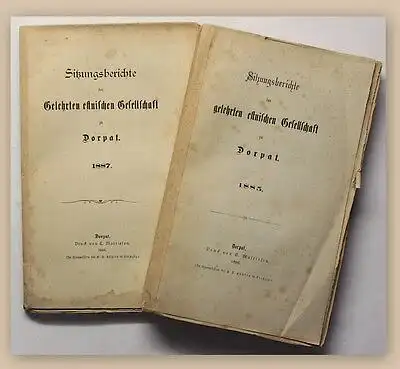 Sitzungsberichte
der
Gelehrten estnischen Gesellschaft
zu
Dorpat.
1887.
Dorpat.
Druck von C. Mattiesen.
Sitzungsberichte
der
gelehrten estnischen Gesellschaft
zu
Dorpat.
1885.
Dorpat.
Druck von C. Mattiesen.